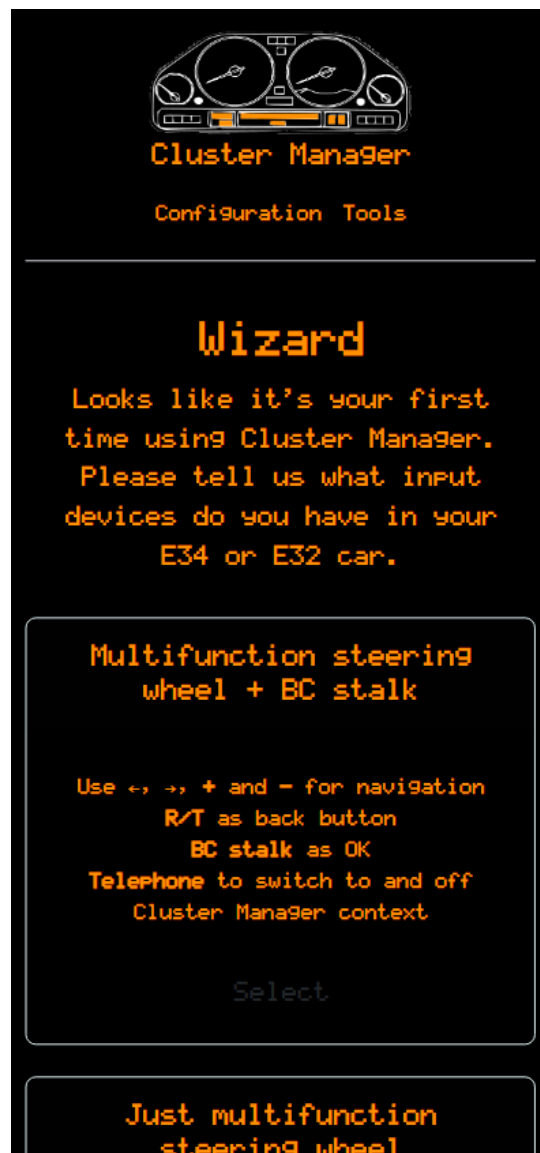 Cluster Manager
Configuration Tools
Wizard
Looks like it's your first
time using Cluster Manager.
Please tell us what input
devices do you have in your
E34 or E32 car.
Multifunction steering
wheel + BC stalk
Use ←, →, + and - for navigation
R/T as back button
BC stalk as OK
Telephone to switch to and off
Cluster Manager context
Select
Just multifunction
steering wheel